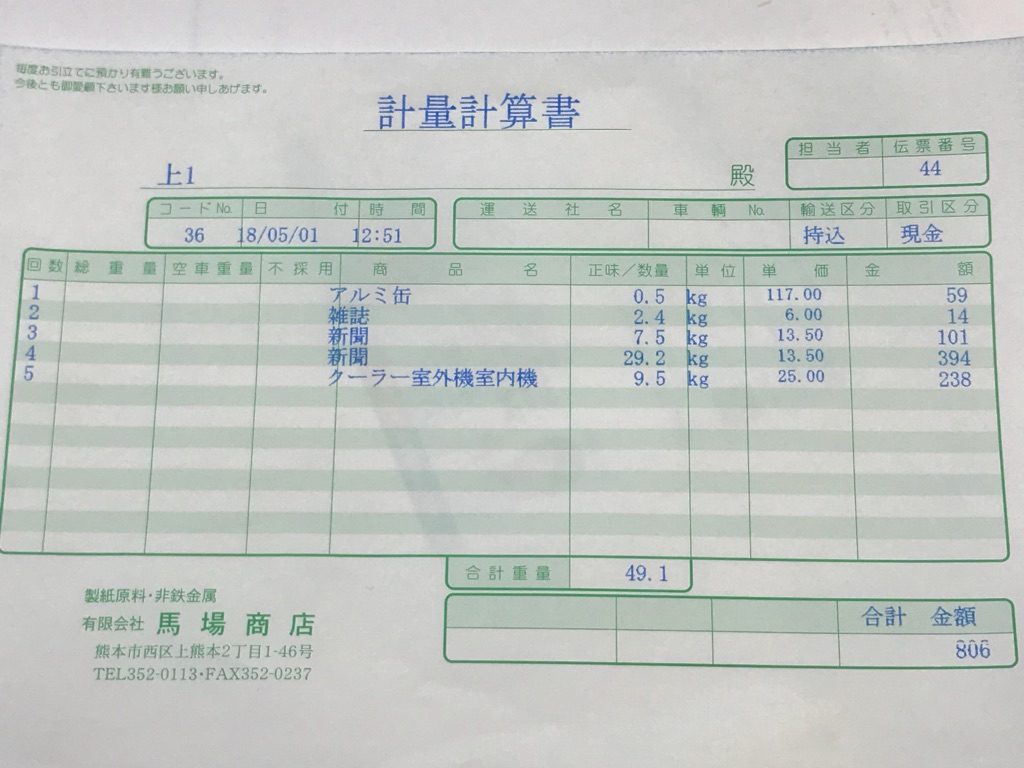 毎度お引立てに預かり有難うございます。
今後とも御愛顧下さいます様お願い申しあげます。
計量計算書
担当者 伝票番号
44
上1 殿
コードNo. 日付 時間
36 18/05/01 12:51
運送社名 車輌No. 輸送区分 取引区分
持込 現金
回数 総重量 空車重量 不採用 商品名 正味/数量 単位 単価 金額
1 アルミ缶 0.5 kg 117.00 59
2 雑誌 2.4 kg 6.00 14
3 新聞 7.5 kg 13.50 101
4 新聞 29.2 kg 13.50 394
5 クーラー室外機室内機 9.5 kg 25.00 238
合計重量 49.1
合計 金額
806
製紙原料・非鉄金属
有限会社 馬場商店
熊本市西区上熊本2丁目1-46号
TEL352-0113・FAX352-0237